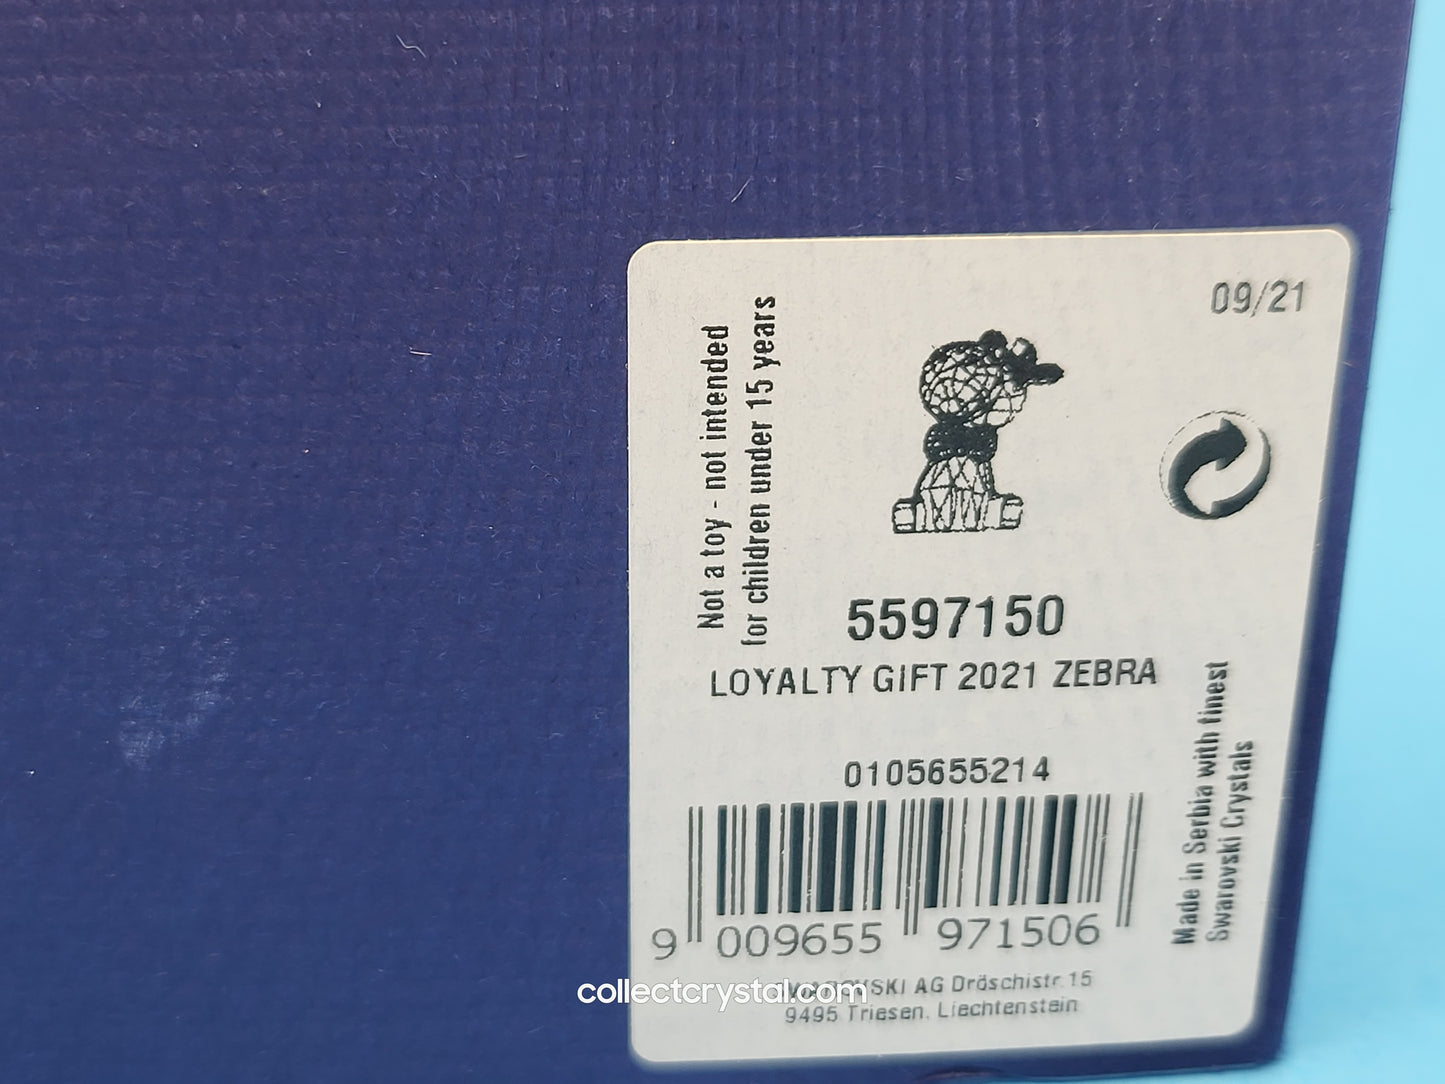 09/21
Not a toy - not intended
for children under 15 years
5597150
LOYALTY GIFT 2021 ZEBRA
0105655214
Made in Serbia with finest
Swarovski Crystals
9 009655 971506
SWAROVSKI AG Dröschistr. 15
9495 Triesen, Liechtenstein
collectcrystal.com